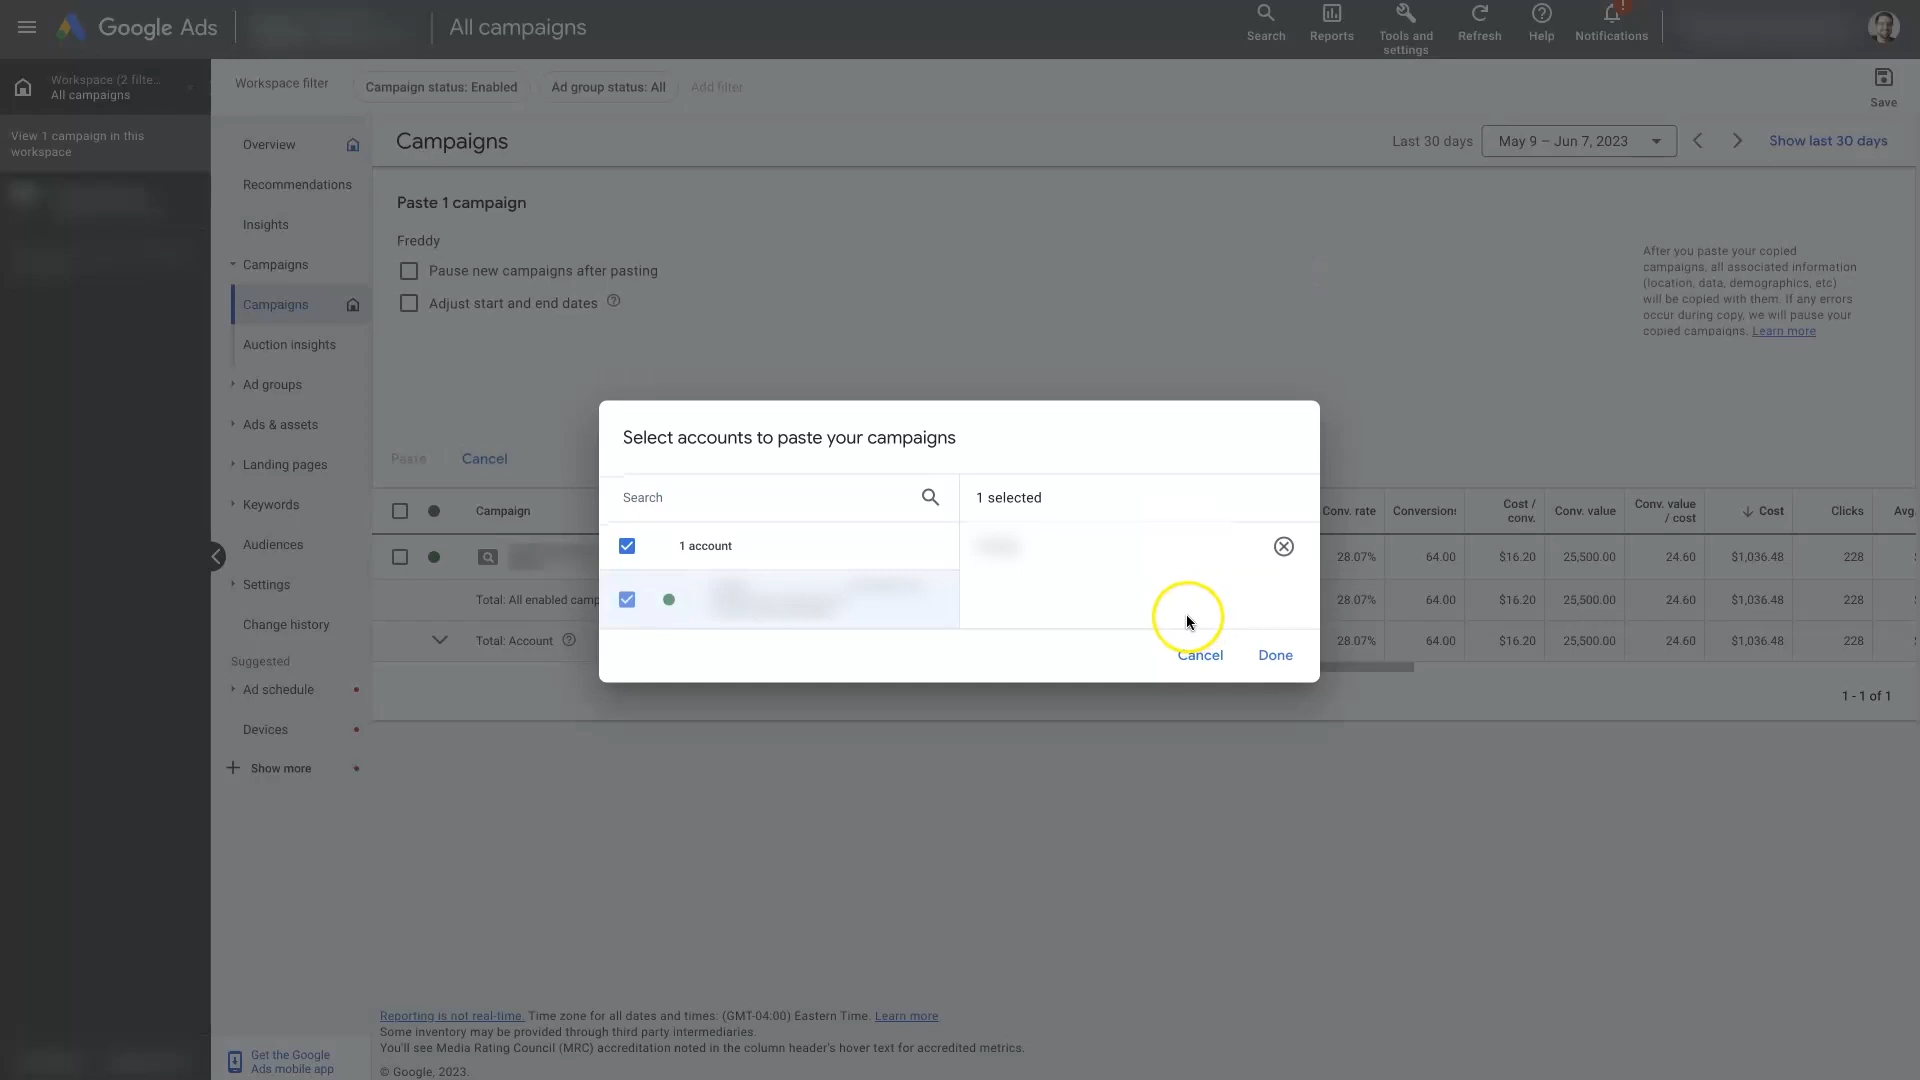 Google Ads
All campaigns
Search
Reports
Tools and
settings
Refresh
Help
!
Notifications
Workspace (2 filte...
All campaigns
View 1 campaign in this
workspace
Workspace filter
Campaign status: Enabled
Ad group status: All
Add filter
Save
Overview
Recommendations
Insights
Campaigns
Campaigns
Auction insights
Ad groups
Ads & assets
Landing pages
Keywords
Audiences
Settings
Change history
Suggested
Ad schedule
Devices
Show more
Get the Google
Ads mobile app
Campaigns
Last 30 days
May 9 – Jun 7, 2023
Show last 30 days
Paste 1 campaign
Freddy
Pause new campaigns after pasting
Adjust start and end dates
After you paste your copied
campaigns, all associated information
(location, data, demographics, etc)
will be copied with them. If any errors
occur during copy, we will pause your
copied campaigns. Learn more
Paste
Cancel
Select accounts to paste your campaigns
Search
1 selected
1 account
Cancel
Done
Campaign
Conv. rate
Conversions
Cost /
conv.
Conv. value
Conv. value
/ cost
Cost
Clicks
Avg.
28.07%
64.00
$16.20
25,500.00
24.60
$1,036.48
228
Total: All enabled camp
28.07%
64.00
$16.20
25,500.00
24.60
$1,036.48
228
Total: Account
28.07%
64.00
$16.20
25,500.00
24.60
$1,036.48
228
1 - 1 of 1
Reporting is not real-time. Time zone for all dates and times: (GMT-04:00) Eastern Time. Learn more
Some inventory may be provided through third party intermediaries.
You'll see Media Rating Council (MRC) accreditation noted in the column header's hover text for accredited metrics.
© Google, 2023.